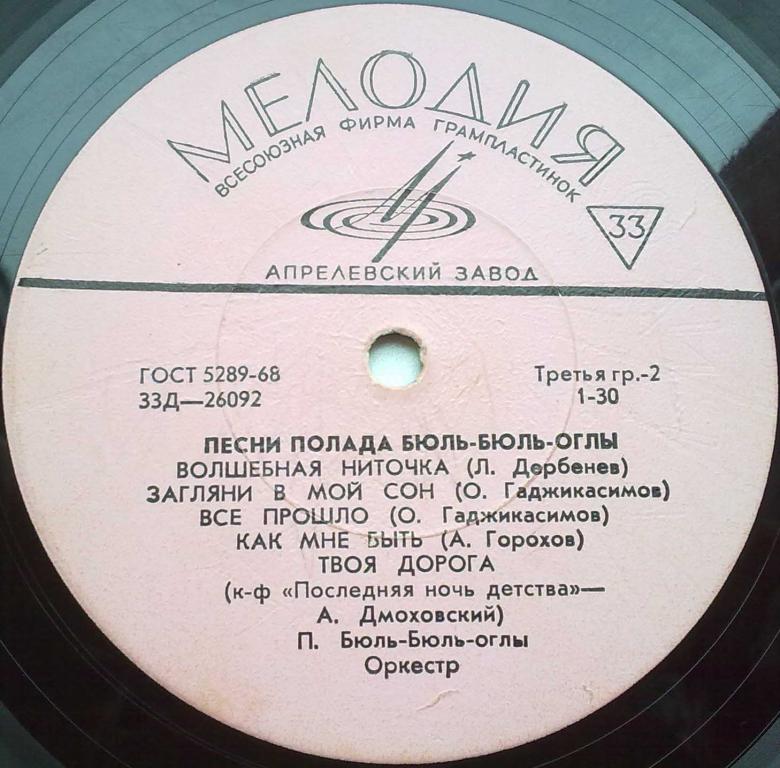 МЕЛОДИЯ
ВСЕСОЮЗНАЯ ФИРМА ГРАМПЛАСТИНОК
33
АПРЕЛЕВСКИЙ ЗАВОД
ГОСТ 5289-68
33Д—26092
Третья гр.-2
1-30
ПЕСНИ ПОЛАДА БЮЛЬ-БЮЛЬ-ОГЛЫ
ВОЛШЕБНАЯ НИТОЧКА (Л. Дербенев)
ЗАГЛЯНИ В МОЙ СОН (О. Гаджикасимов)
ВСЕ ПРОШЛО (О. Гаджикасимов)
КАК МНЕ БЫТЬ (А. Горохов)
ТВОЯ ДОРОГА
(к-ф «Последняя ночь детства»—
А. Дмоховский)
П. Бюль-Бюль-оглы
Оркестр